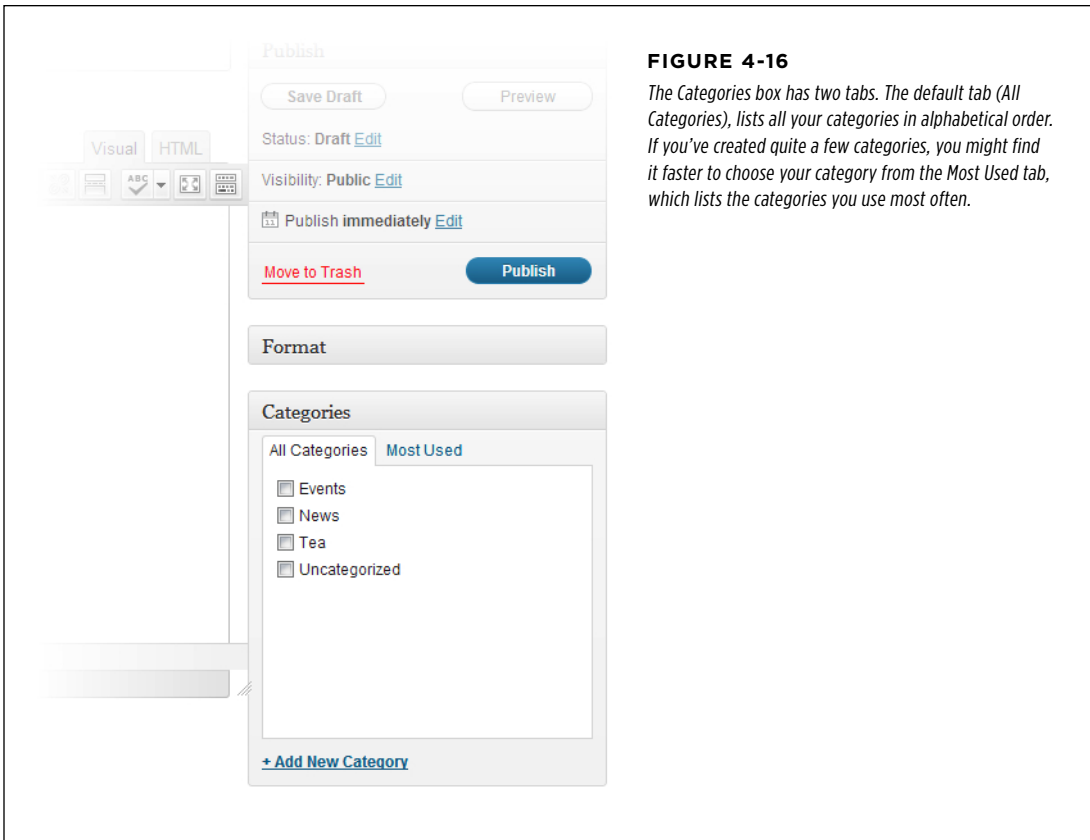 Publish
Save Draft
Preview
Status: Draft Edit
Visual
HTML
ABC
Visibility: Public Edit
11
Publish immediately Edit
Move to Trash
Publish
Format
Categories
All Categories
Most Used
Events
News
Tea
Uncategorized
+ Add New Category
FIGURE 4-16
The Categories box has two tabs. The default tab (All
Categories), lists all your categories in alphabetical order.
If you've created quite a few categories, you might find
it faster to choose your category from the Most Used tab,
which lists the categories you use most often.